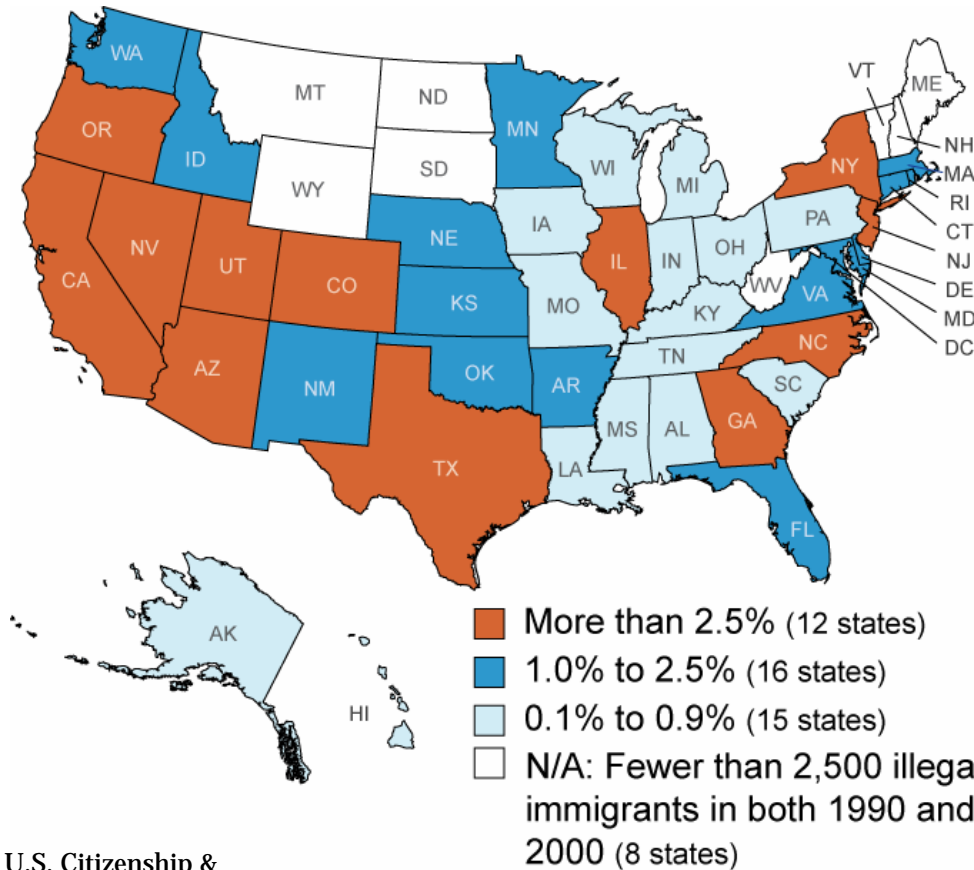 WA
MT
ND
MN
VT
ME
OR
ID
WY
SD
WI
MI
NY
NH
MA
RI
CT
NJ
DE
MD
DC
NE
IA
PA
CA
NV
UT
CO
KS
MO
IL
IN
OH
WV
VA
KY
AZ
NM
OK
AR
TN
NC
SC
TX
LA
MS
AL
GA
FL
AK
HI
More than 2.5% (12 states)
1.0% to 2.5% (16 states)
0.1% to 0.9% (15 states)
N/A: Fewer than 2,500 illega
immigrants in both 1990 and
2000 (8 states)
U.S. Citizenship &